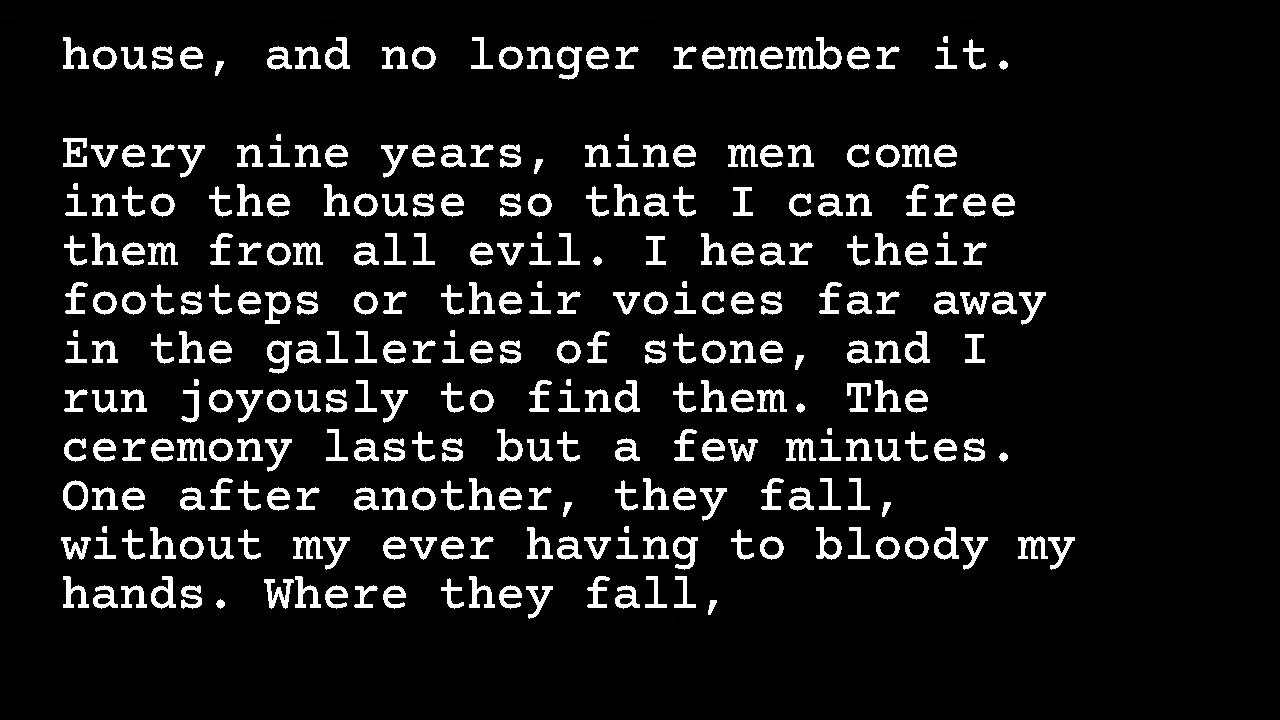 house, and no longer remember it.
Every nine years, nine men come
into the house so that I can free
them from all evil. I hear their
footsteps or their voices far away
in the galleries of stone, and I
run joyously to find them. The
ceremony lasts but a few minutes.
One after another, they fall,
without my ever having to bloody my
hands. Where they fall,